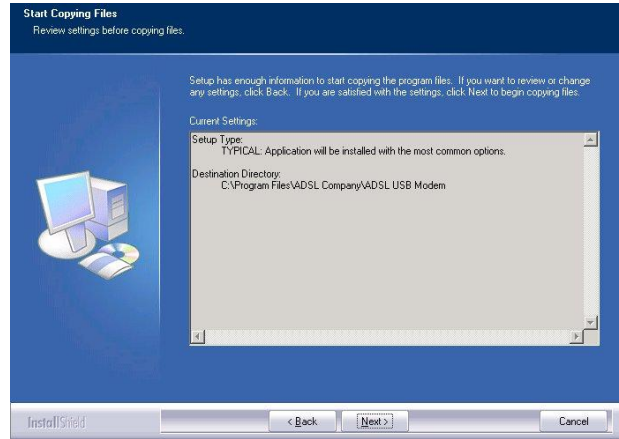 Start Copying Files
Review settings before copying files.
Setup has enough information to start copying the program files. If you want to review or change
any settings, click Back. If you are satisfied with the settings, click Next to begin copying files.
Current Settings:
Setup Type:
TYPICAL: Application will be installed with the most common options.
Destination Directory:
C:\Program Files\ADSL Company\ADSL USB Modem
InstallShield
< Back
Next >
Cancel